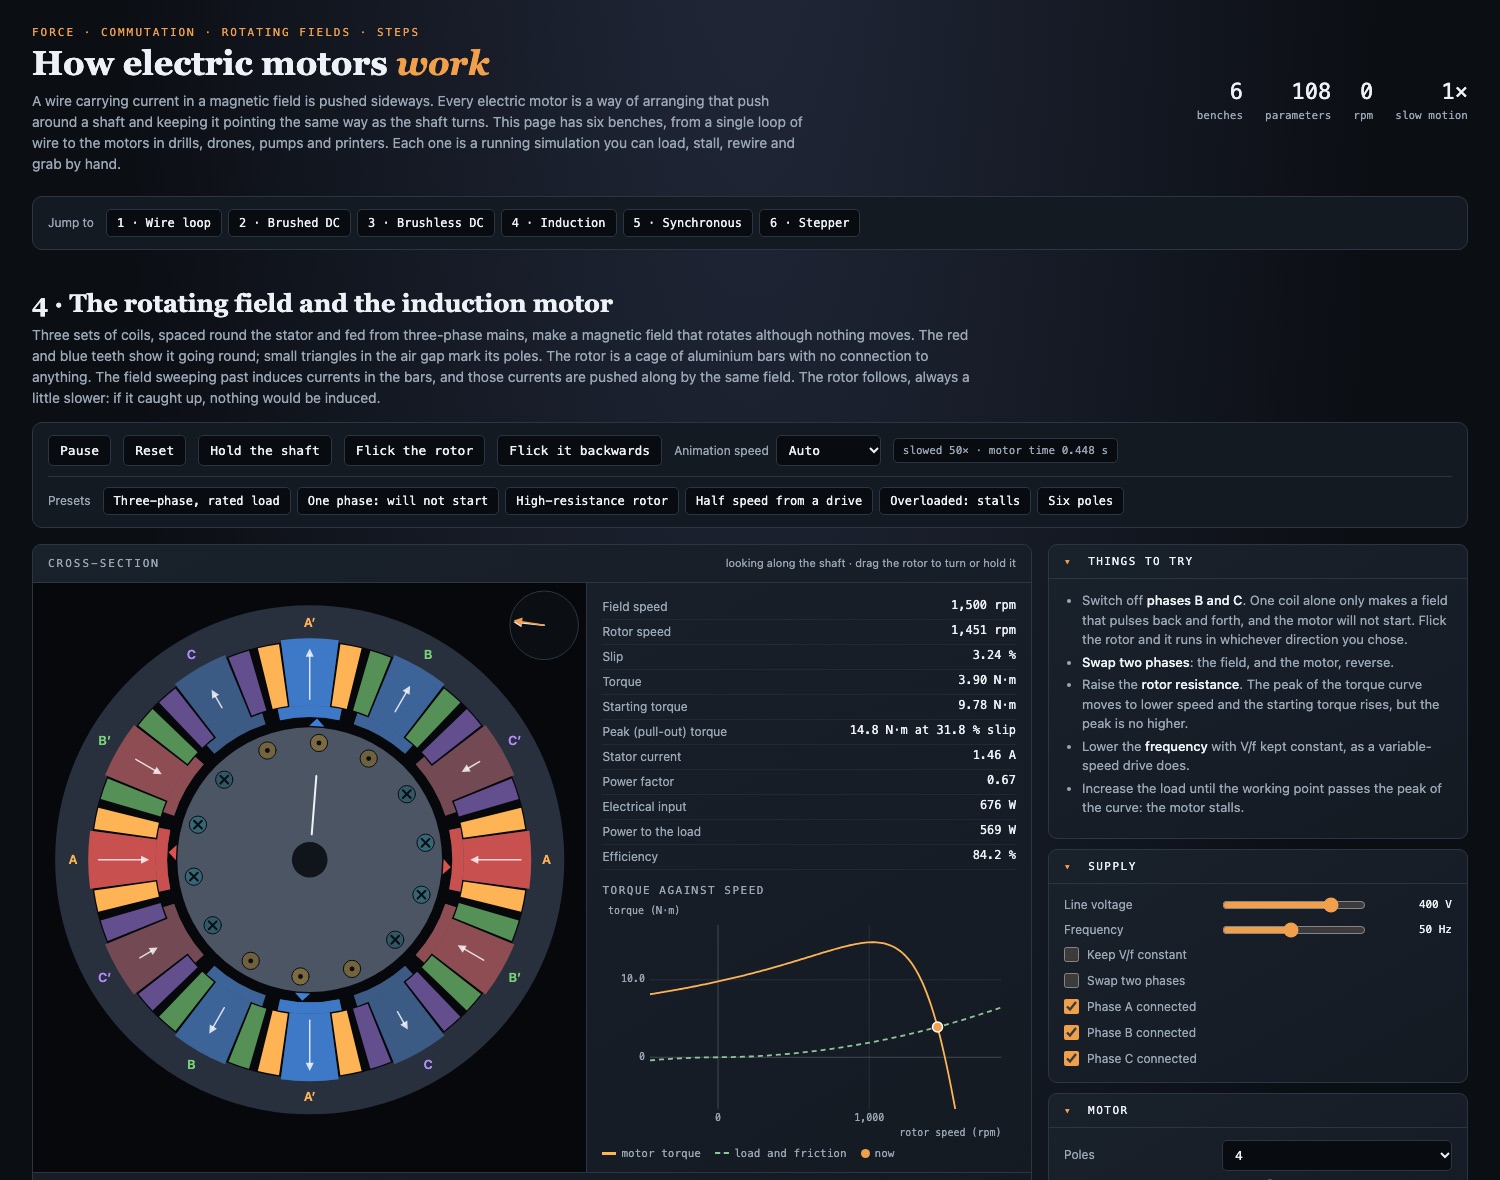 FORCE · COMMUTATION · ROTATING FIELDS · STEPS
How electric motors work
A wire carrying current in a magnetic field is pushed sideways. Every electric motor is a way of arranging that push
around a shaft and keeping it pointing the same way as the shaft turns. This page has six benches, from a single loop of
wire to the motors in drills, drones, pumps and printers. Each one is a running simulation you can load, stall, rewire and
grab by hand.
6 108 0 1×
benches parameters rpm slow motion
Jump to 1 · Wire loop 2 · Brushed DC 3 · Brushless DC 4 · Induction 5 · Synchronous 6 · Stepper
4 · The rotating field and the induction motor
Three sets of coils, spaced round the stator and fed from three-phase mains, make a magnetic field that rotates although nothing moves. The red
and blue teeth show it going round; small triangles in the air gap mark its poles. The rotor is a cage of aluminium bars with no connection to
anything. The field sweeping past induces currents in the bars, and those currents are pushed along by the same field. The rotor follows, always a
little slower: if it caught up, nothing would be induced.
Pause Reset Hold the shaft Flick the rotor Flick it backwards Animation speed Auto slowed 50× · motor time 0.448 s
Presets Three-phase, rated load One phase: will not start High-resistance rotor Half speed from a drive Overloaded: stalls Six poles
CROSS-SECTION looking along the shaft · drag the rotor to turn or hold it
A′
C B
B′ C′
A A
C′ B′
B C
A′
Field speed 1,500 rpm
Rotor speed 1,451 rpm
Slip 3.24 %
Torque 3.90 N·m
Starting torque 9.78 N·m
Peak (pull-out) torque 14.8 N·m at 31.8 % slip
Stator current 1.46 A
Power factor 0.67
Electrical input 676 W
Power to the load 569 W
Efficiency 84.2 %
TORQUE AGAINST SPEED
torque (N·m)
10.0
0
0 1,000
rotor speed (rpm)
motor torque load and friction now
▾ THINGS TO TRY
• Switch off phases B and C. One coil alone only makes a field
that pulses back and forth, and the motor will not start. Flick
the rotor and it runs in whichever direction you chose.
• Swap two phases: the field, and the motor, reverse.
• Raise the rotor resistance. The peak of the torque curve
moves to lower speed and the starting torque rises, but the
peak is no higher.
• Lower the frequency with V/f kept constant, as a variable-
speed drive does.
• Increase the load until the working point passes the peak of
the curve: the motor stalls.
▾ SUPPLY
Line voltage 400 V
Frequency 50 Hz
Keep V/f constant
Swap two phases
Phase A connected
Phase B connected
Phase C connected
▾ MOTOR
Poles 4